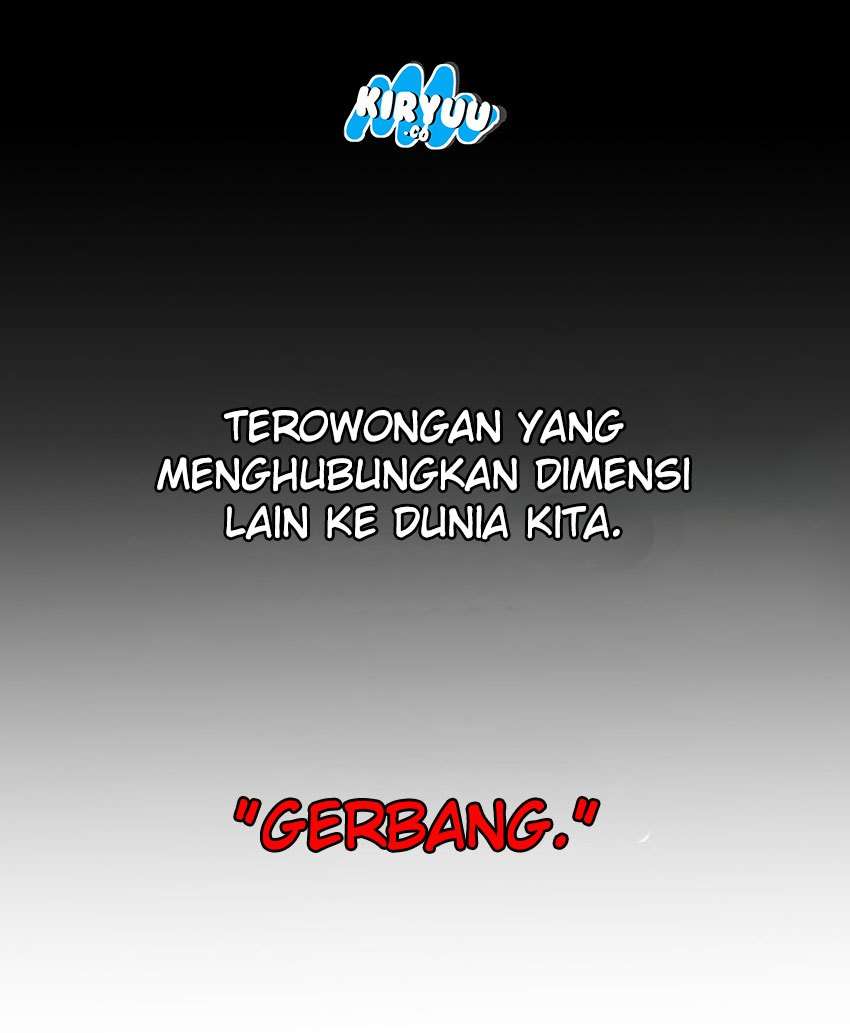 KIRYUU
.CO
TEROWONGAN YANG
MENGHUBUNGKAN DIMENSI
LAIN KE DUNIA KITA.
"GERBANG."